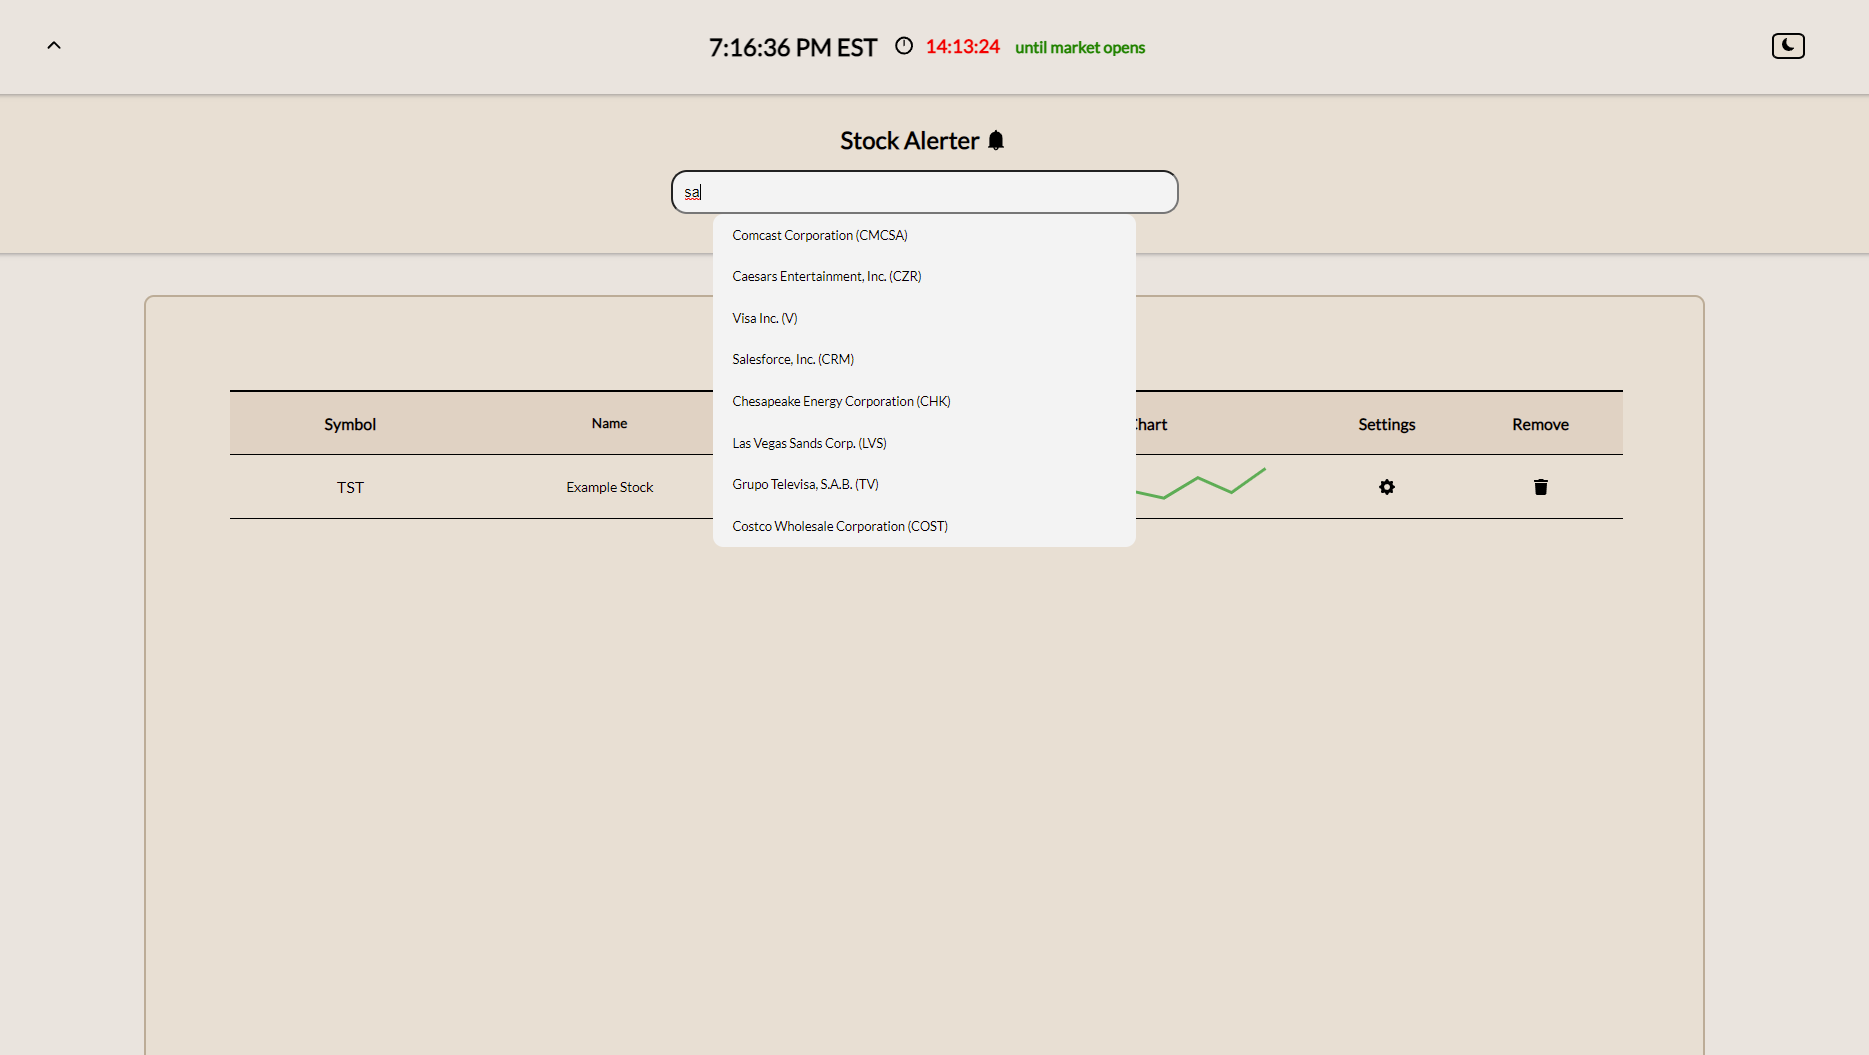 7:16:36 PM EST 14:13:24 until market opens
Stock Alerter
sa
Comcast Corporation (CMCSA)
Caesars Entertainment, Inc. (CZR)
Visa Inc. (V)
Salesforce, Inc. (CRM)
Chesapeake Energy Corporation (CHK)
Las Vegas Sands Corp. (LVS)
Grupo Televisa, S.A.B. (TV)
Costco Wholesale Corporation (COST)
Symbol Name hart Settings Remove
TST Example Stock